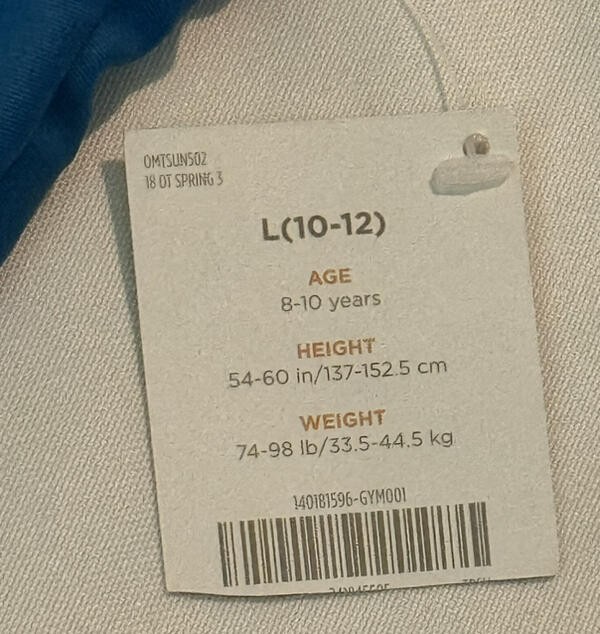 OMTSUN502
18 OT SPRING 3
L(10-12)
AGE
8-10 years
HEIGHT
54-60 in/137-152.5 cm
WEIGHT
74-98 lb/33.5-44.5 kg
140181596-GYM001